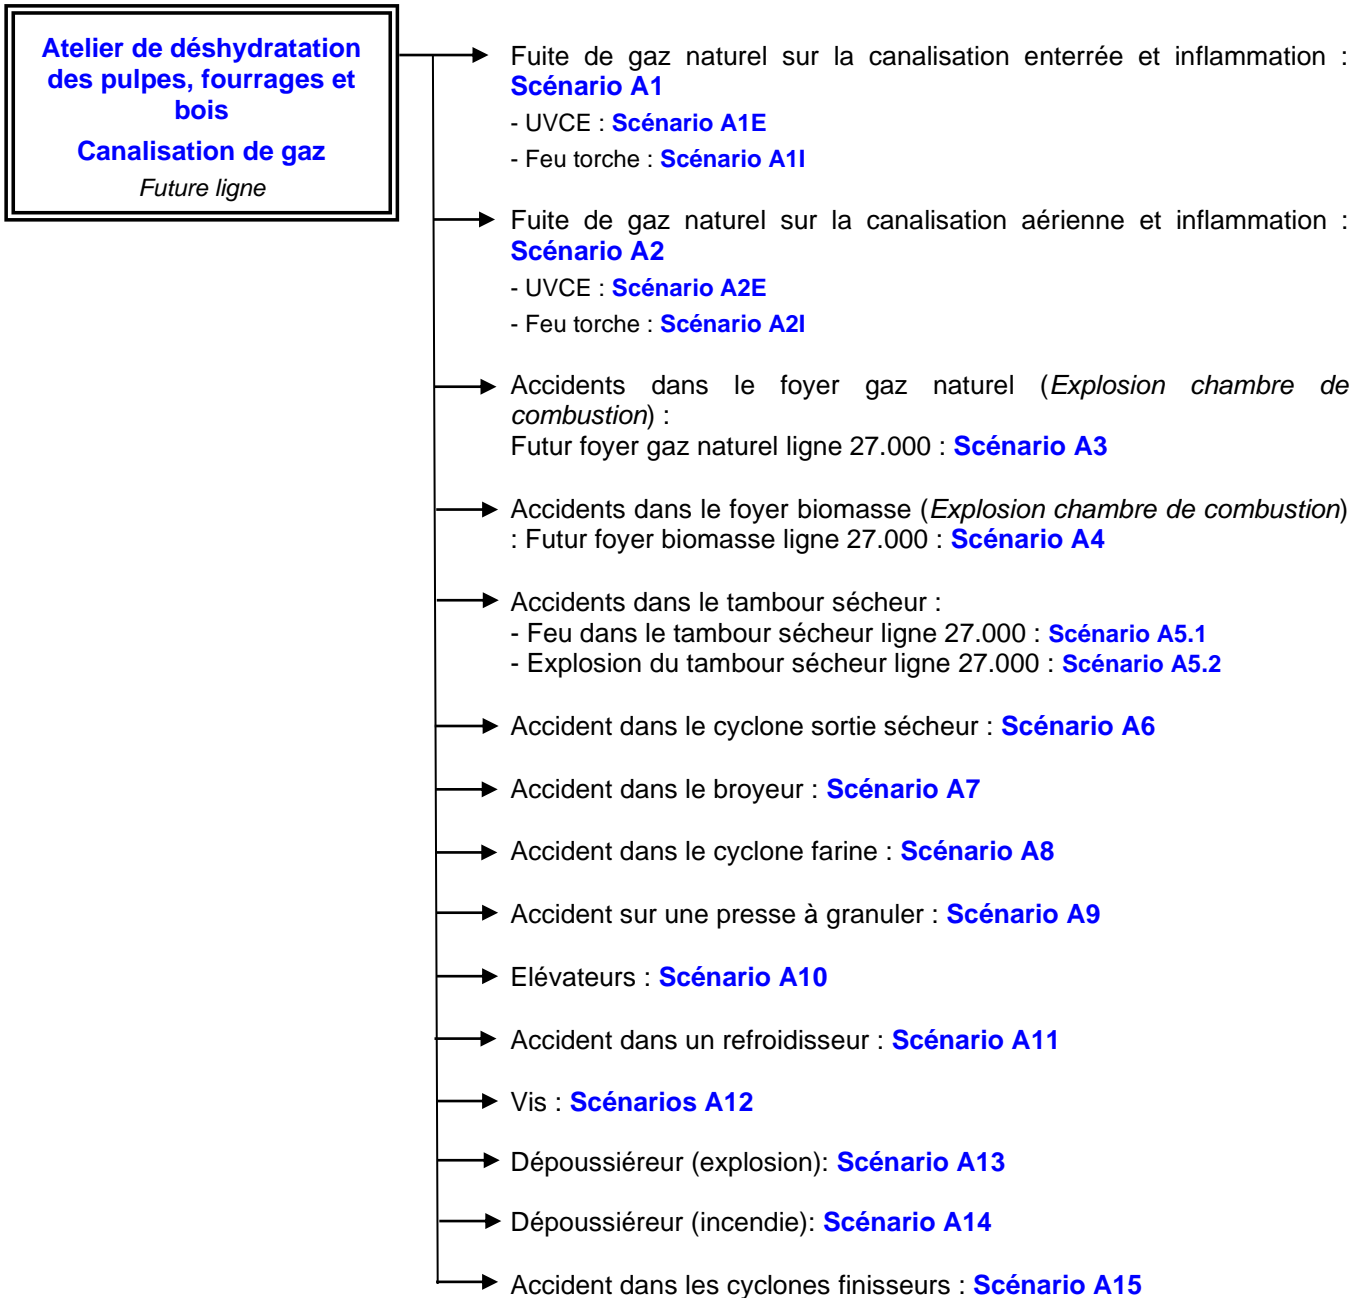 Atelier de déshydratation
des pulpes, fourrages et
bois
Canalisation de gaz
Future ligne
Fuite de gaz naturel sur la canalisation enterrée et inflammation :
Scénario A1
- UVCE : Scénario A1E
- Feu torche : Scénario A1I
Fuite de gaz naturel sur la canalisation aérienne et inflammation :
Scénario A2
- UVCE : Scénario A2E
- Feu torche : Scénario A2I
Accidents dans le foyer gaz naturel (Explosion chambre de
combustion) :
Futur foyer gaz naturel ligne 27.000 : Scénario A3
Accidents dans le foyer biomasse (Explosion chambre de combustion)
: Futur foyer biomasse ligne 27.000 : Scénario A4
Accidents dans le tambour sécheur :
- Feu dans le tambour sécheur ligne 27.000 : Scénario A5.1
- Explosion du tambour sécheur ligne 27.000 : Scénario A5.2
Accident dans le cyclone sortie sécheur : Scénario A6
Accident dans le broyeur : Scénario A7
Accident dans le cyclone farine : Scénario A8
Accident sur une presse à granuler : Scénario A9
Elévateurs : Scénario A10
Accident dans un refroidisseur : Scénario A11
Vis : Scénarios A12
Dépoussiéreur (explosion): Scénario A13
Dépoussiéreur (incendie): Scénario A14
Accident dans les cyclones finisseurs : Scénario A15